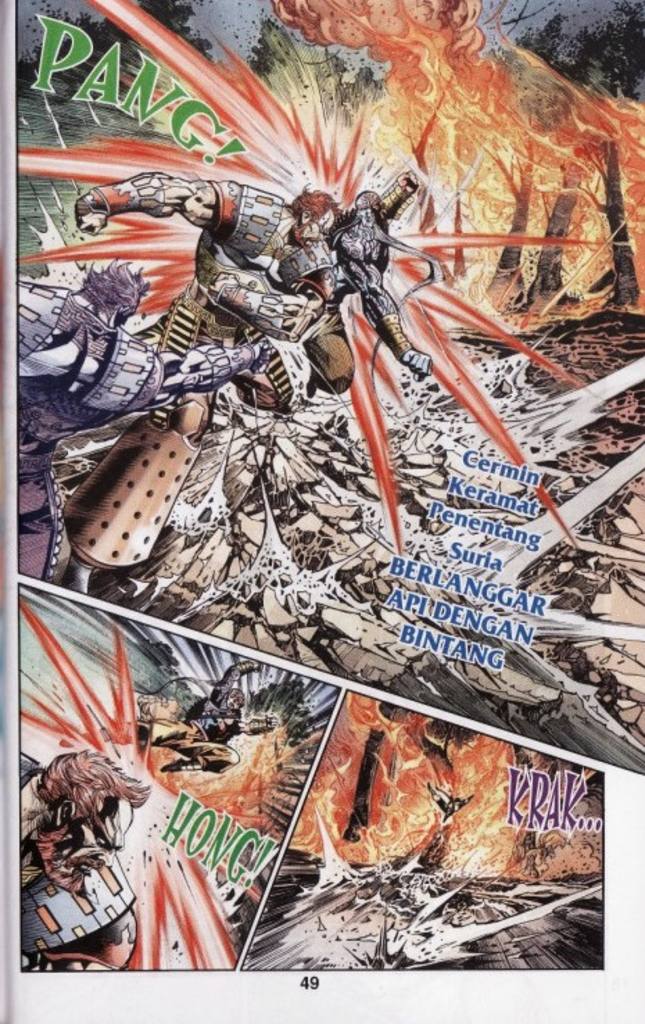 PANG!
Cermin
Keramat
Penentang
Suria
BERLANGGAR
API DENGAN
BINTANG
HONG!
KRAK...
49